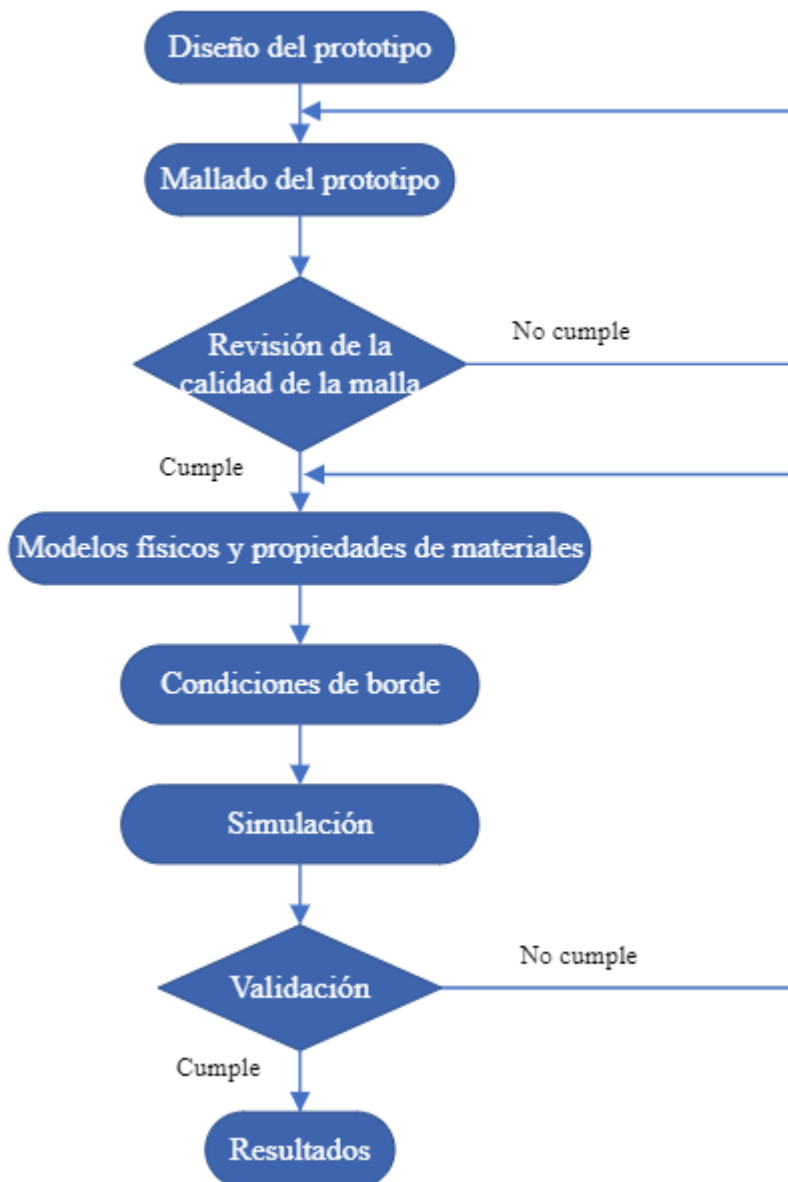 Diseño del prototipo
Mallado del prototipo
Revisión de la
calidad de la malla
No cumple
Cumple
Modelos físicos y propiedades de materiales
Condiciones de borde
Simulación
Validación
No cumple
Cumple
Resultados